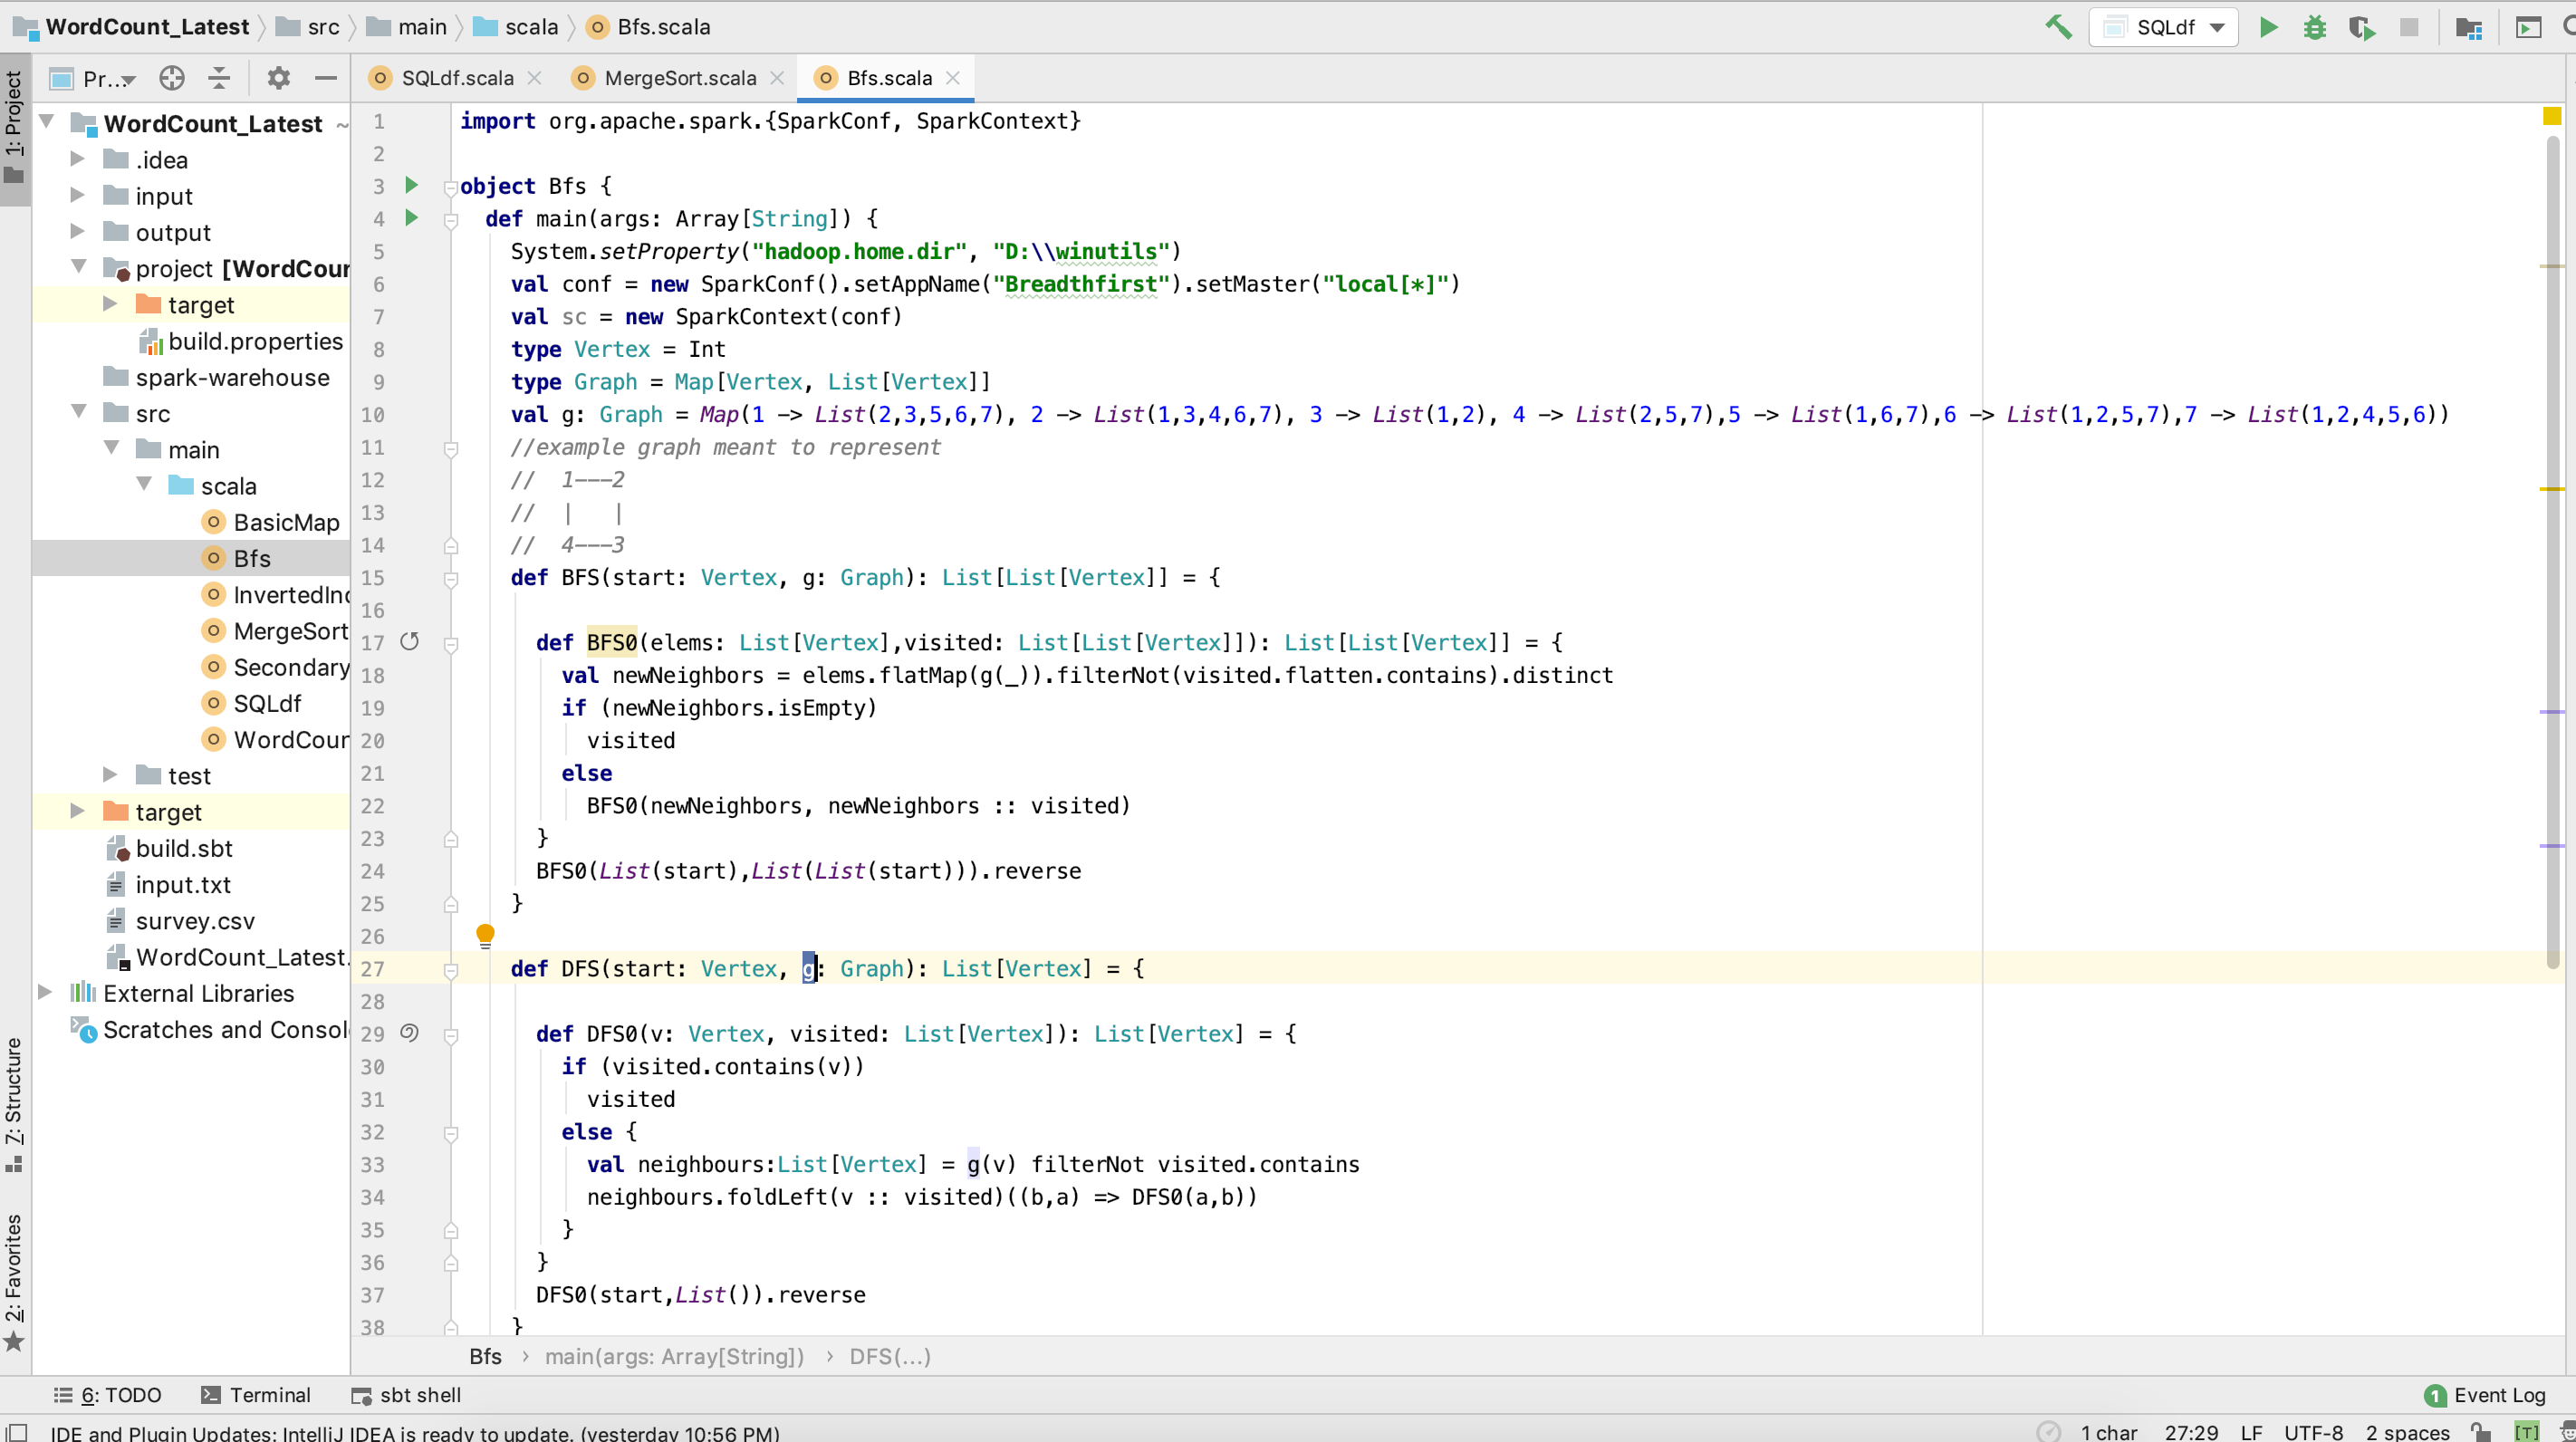 WordCount_Latest src main scala Bfs.scala SQLdf
Pr... SQLdf.scala MergeSort.scala Bfs.scala
1: Project
WordCount_Latest ~
.idea
input
output
project [WordCour
target
build.properties
spark-warehouse
src
main
scala
BasicMap
Bfs
InvertedInd
MergeSort
Secondary
SQLdf
WordCour
test
target
build.sbt
input.txt
survey.csv
WordCount_Latest.
External Libraries
Scratches and Consol
7: Structure
2: Favorites
1 import org.apache.spark.{SparkConf, SparkContext}
2
3 object Bfs {
4 def main(args: Array[String]) {
5 System.setProperty("hadoop.home.dir", "D:\\winutils")
6 val conf = new SparkConf().setAppName("Breadthfirst").setMaster("local[*]")
7 val sc = new SparkContext(conf)
8 type Vertex = Int
9 type Graph = Map[Vertex, List[Vertex]]
10 val g: Graph = Map(1 -> List(2,3,5,6,7), 2 -> List(1,3,4,6,7), 3 -> List(1,2), 4 -> List(2,5,7),5 -> List(1,6,7),6 -> List(1,2,5,7),7 -> List(1,2,4,5,6))
11 //example graph meant to represent
12 // 1---2
13 // | |
14 // 4---3
15 def BFS(start: Vertex, g: Graph): List[List[Vertex]] = {
16
17 def BFS0(elems: List[Vertex],visited: List[List[Vertex]]): List[List[Vertex]] = {
18 val newNeighbors = elems.flatMap(g(_)).filterNot(visited.flatten.contains).distinct
19 if (newNeighbors.isEmpty)
20 visited
21 else
22 BFS0(newNeighbors, newNeighbors :: visited)
23 }
24 BFS0(List(start),List(List(start))).reverse
25 }
26
27 def DFS(start: Vertex, g: Graph): List[Vertex] = {
28
29 def DFS0(v: Vertex, visited: List[Vertex]): List[Vertex] = {
30 if (visited.contains(v))
31 visited
32 else {
33 val neighbours:List[Vertex] = g(v) filterNot visited.contains
34 neighbours.foldLeft(v :: visited)((b,a) => DFS0(a,b))
35 }
36 }
37 DFS0(start,List()).reverse
38 }
Bfs › main(args: Array[String]) › DFS(...)
6: TODO Terminal sbt shell 1 Event Log
IDE and Plugin Updates: IntelliJ IDEA is ready to update. (yesterday 10:56 PM) 1 char 27:29 LF UTF-8 2 spaces [T]